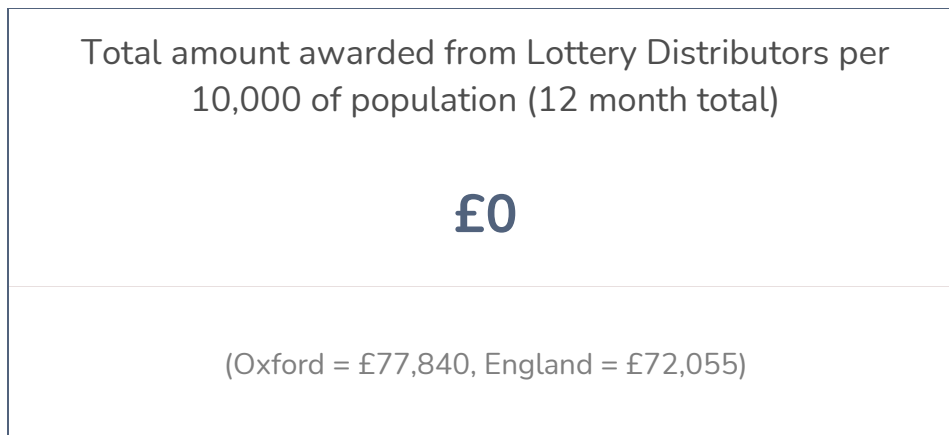 Total amount awarded from Lottery Distributors per
10,000 of population (12 month total)
£0
(Oxford = £77,840, England = £72,055)